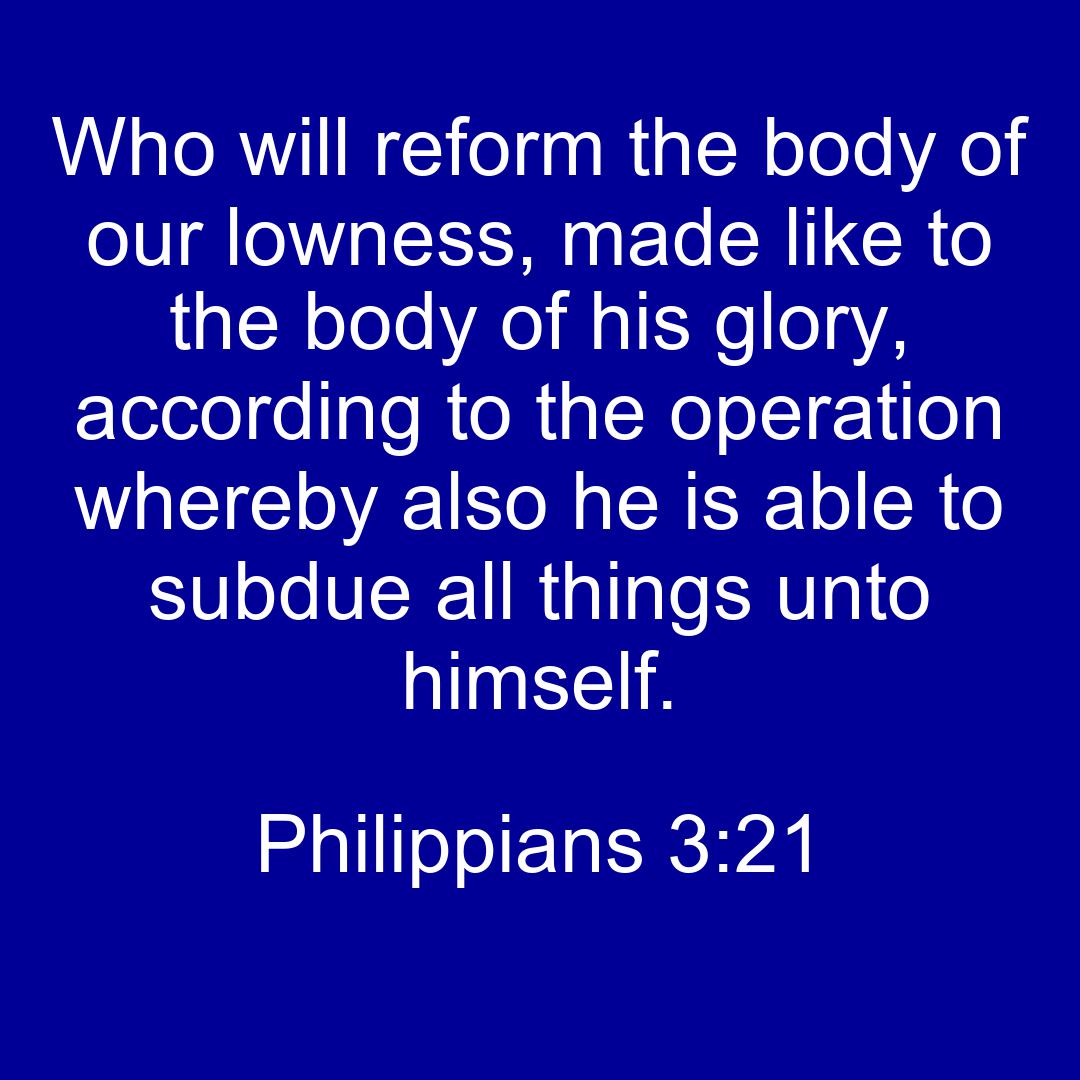 Who will reform the body of
our lowness, made like to
the body of his glory,
according to the operation
whereby also he is able to
subdue all things unto
himself.
Philippians 3:21